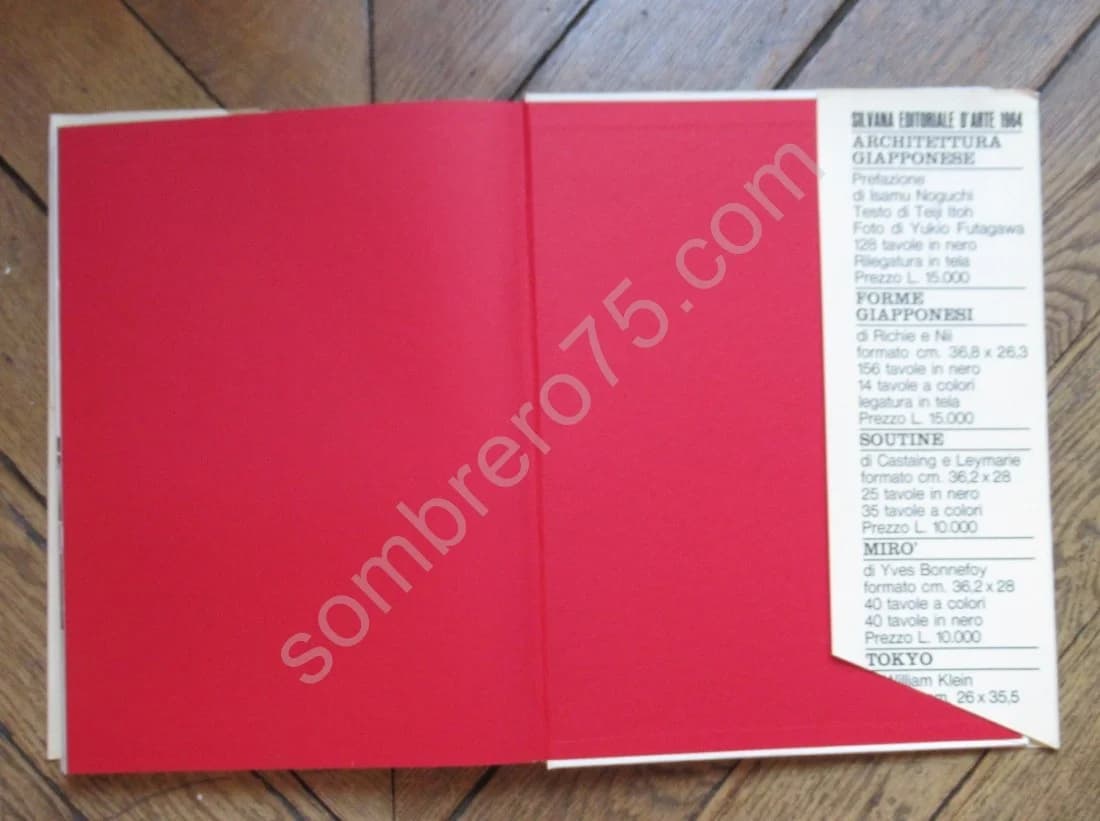 SILVANA EDITORIALE D'ARTE 1964
ARCHITETTURA
GIAPPONESE
Prefazione
di Isamu Noguchi
Testo di Teiji Itoh
Foto di Yukio Futagawa
128 tavole in nero
Rilegatura in tela
Prezzo L. 15.000
FORME
GIAPPONESI
di Richie e Nii
formato cm. 36,8 x 26,3
156 tavole in nero
14 tavole a colori
legatura in tela
Prezzo L. 15.000
SOUTINE
di Castaing e Leymarie
formato cm. 36,2 x 28
25 tavole in nero
35 tavole a colori
Prezzo L. 10.000
MIRO'
di Yves Bonnefoy
formato cm. 36,2 x 28
40 tavole a colori
40 tavole in nero
Prezzo L. 10.000
TOKYO
William Klein
cm. 26 x 35,5
sombrero75.com